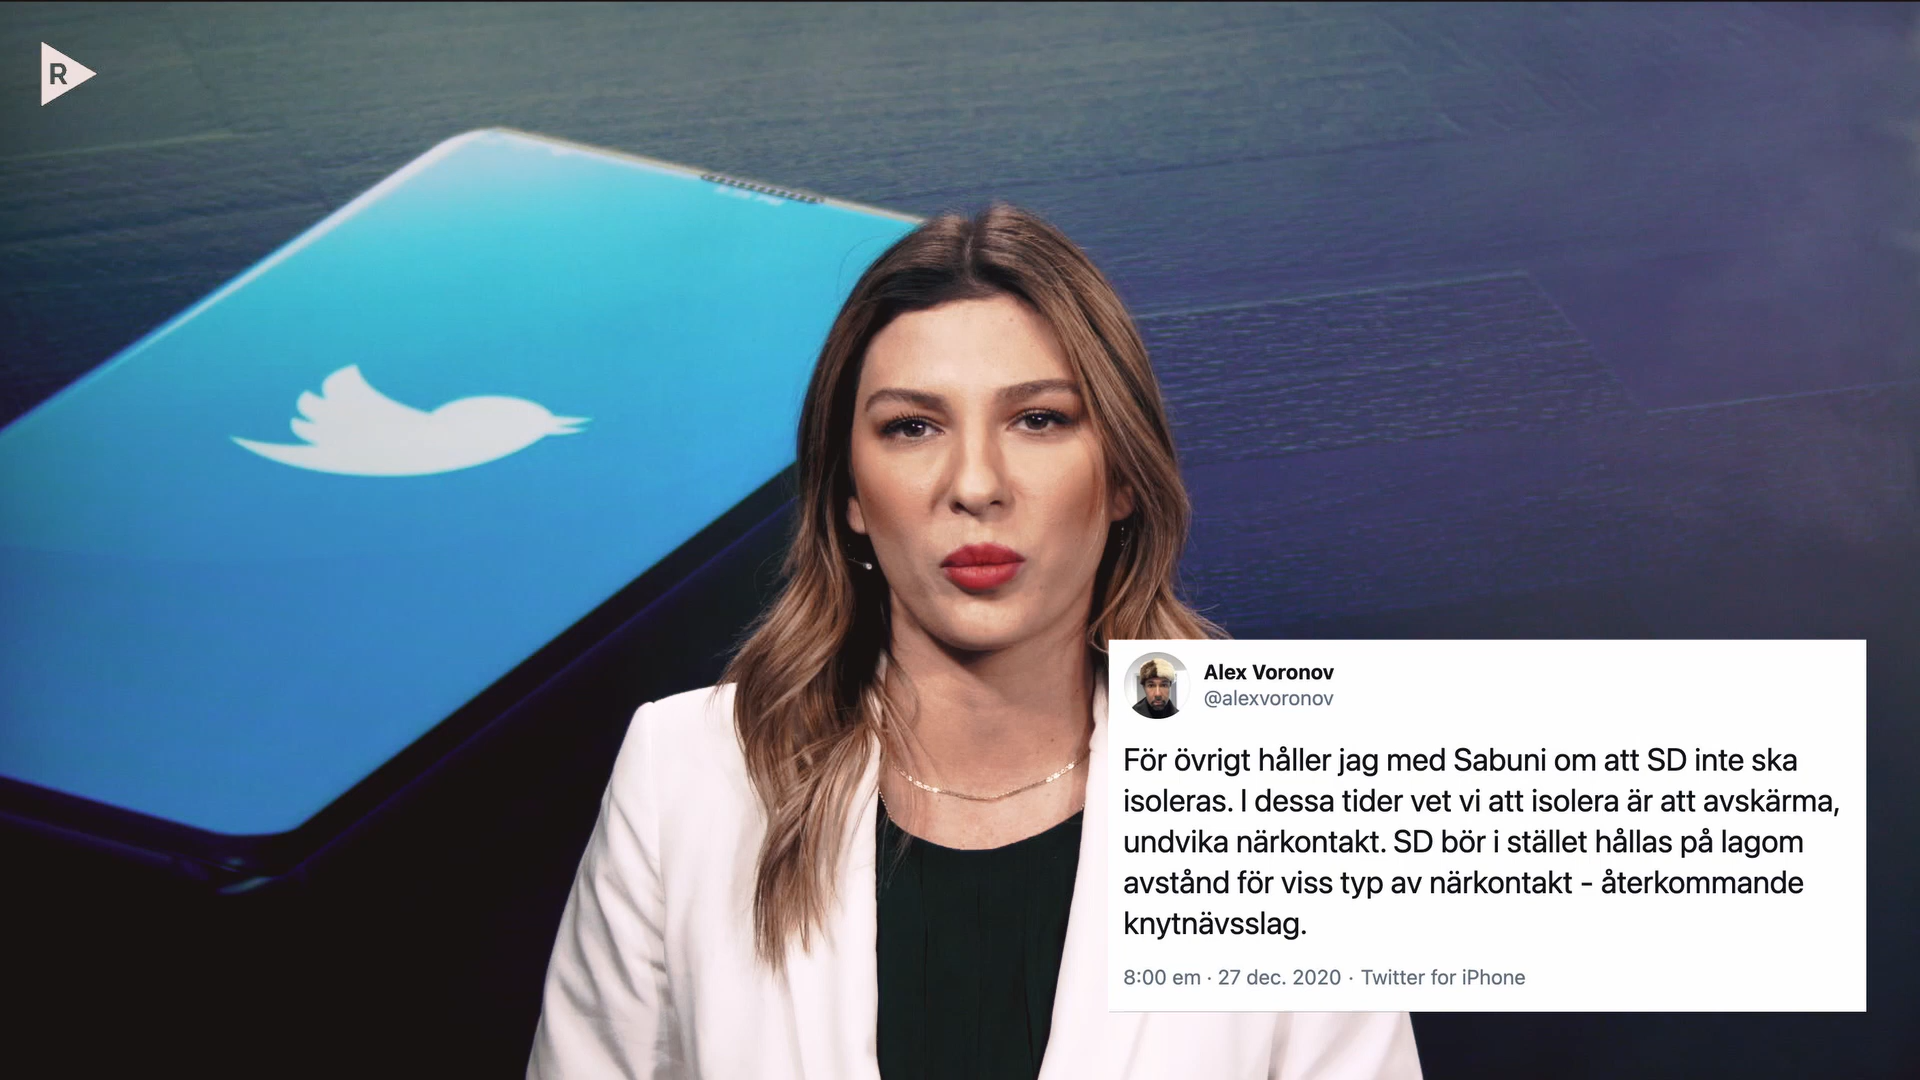 R
Alex Voronov
@alexvoronov
För övrigt håller jag med Sabuni om att SD inte ska
isoleras. I dessa tider vet vi att isolera är att avskärma,
undvika närkontakt. SD bör i stället hållas på lagom
avstånd för viss typ av närkontakt - återkommande
knytnävsslag.
8:00 em · 27 dec. 2020 · Twitter for iPhone